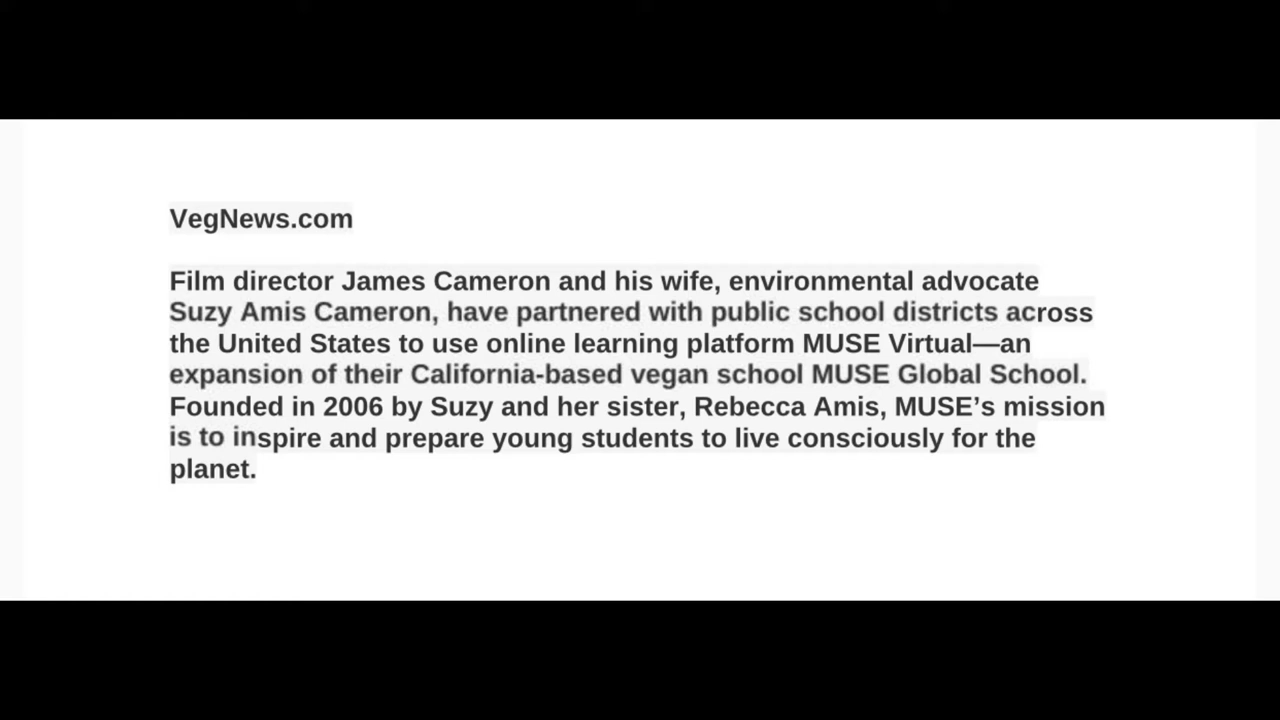 VegNews.com
Film director James Cameron and his wife, environmental advocate
Suzy Amis Cameron, have partnered with public school districts across
the United States to use online learning platform MUSE Virtual—an
expansion of their California-based vegan school MUSE Global School.
Founded in 2006 by Suzy and her sister, Rebecca Amis, MUSE’s mission
is to inspire and prepare young students to live consciously for the
planet.